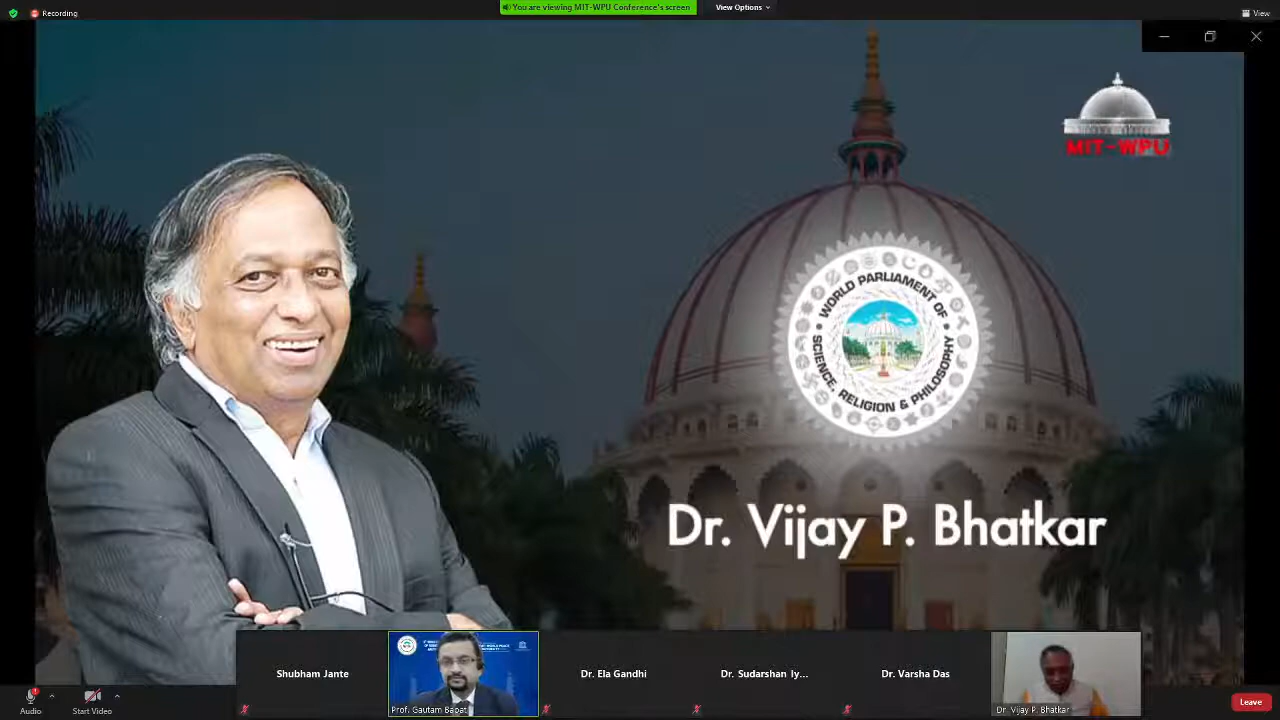 Recording
You are viewing MIT-WPU Conference's screen
View Options
View
MIT-WPU
WORLD PARLIAMENT OF
SCIENCE, RELIGION & PHILOSOPHY
Dr. Vijay P. Bhatkar
Shubham Jante
Prof. Gautam Bapat
Dr. Ela Gandhi
Dr. Sudarshan Iy...
Dr. Varsha Das
Dr. Vijay P. Bhatkar
Audio
Start Video
Leave